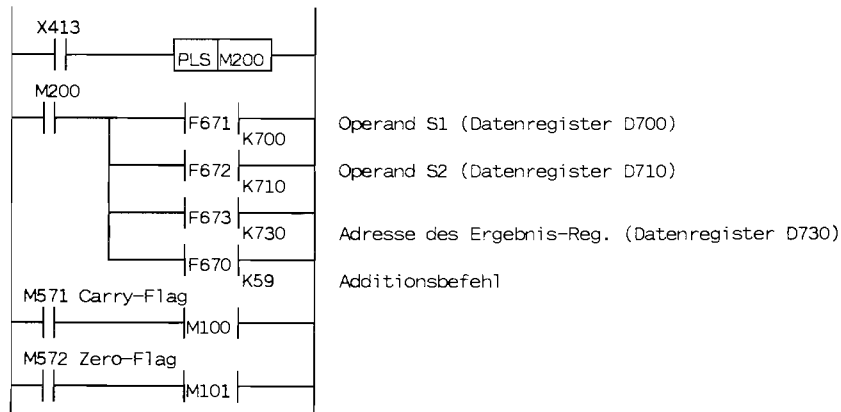 X413
PLS M200
M200
F671 K700 Operand S1 (Datenregister D700)
F672 K710 Operand S2 (Datenregister D710)
F673 K730 Adresse des Ergebnis-Reg. (Datenregister D730)
F670 K59 Additionsbefehl
M571 Carry-Flag
M100
M572 Zero-Flag
M101